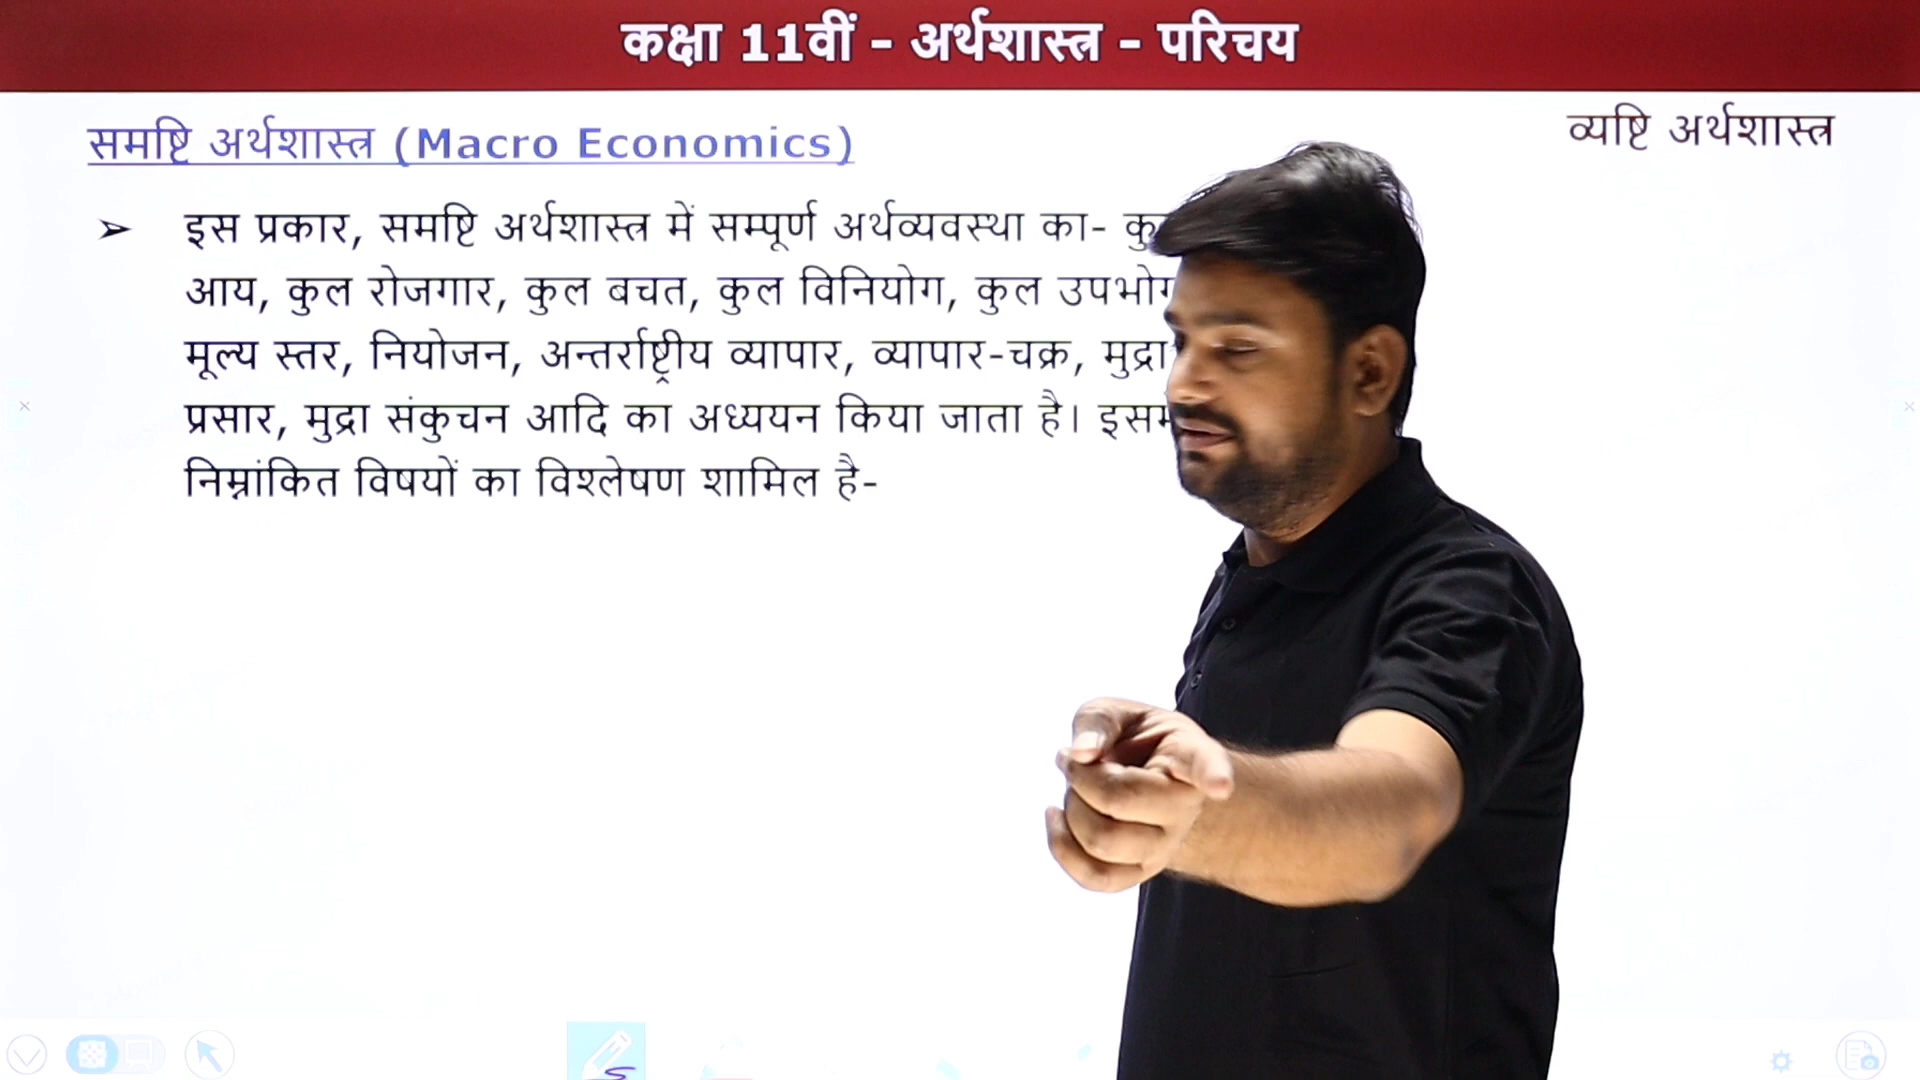 कक्षा 11वीं - अर्थशास्त्र - परिचय
व्यष्टि अर्थशास्त्र
समष्टि अर्थशास्त्र (Macro Economics)
➢ इस प्रकार, समष्टि अर्थशास्त्र में सम्पूर्ण अर्थव्यवस्था का-
आय, कुल रोजगार, कुल बचत, कुल विनियोग, कुल
मूल्य स्तर, नियोजन, अन्तर्राष्ट्रीय व्यापार, व्यापार-चक्र, मुद्रा
प्रसार, मुद्रा संकुचन आदि का अध्ययन किया जाता है।
निम्नांकित विषयों का विश्लेषण शामिल है-